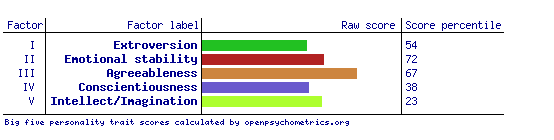 Factor Factor label Raw score Score percentile
I Extroversion 54
II Emotional stability 72
III Agreeableness 67
IV Conscientiousness 38
V Intellect/Imagination 23
Big five personality trait scores calculated by openpsychometrics.org